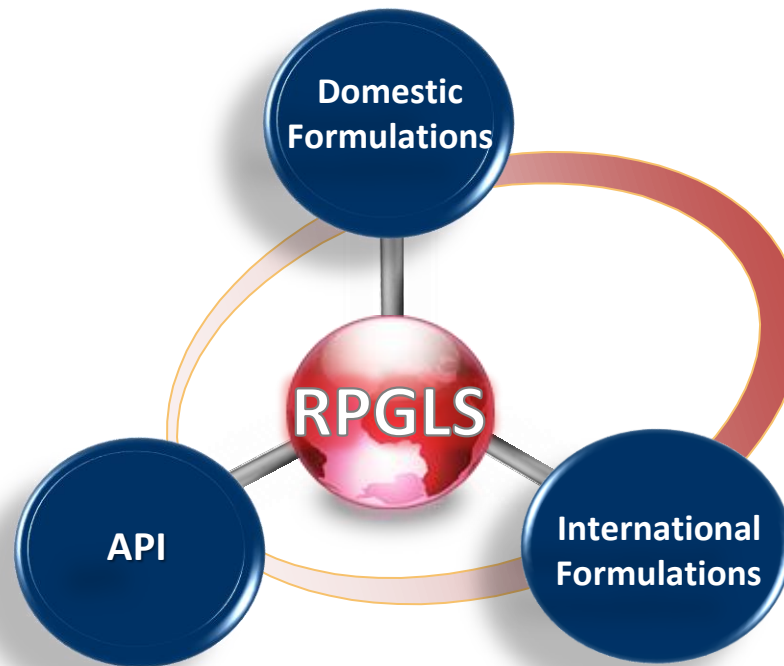 Domestic
Formulations
RPGLS
API
International
Formulations